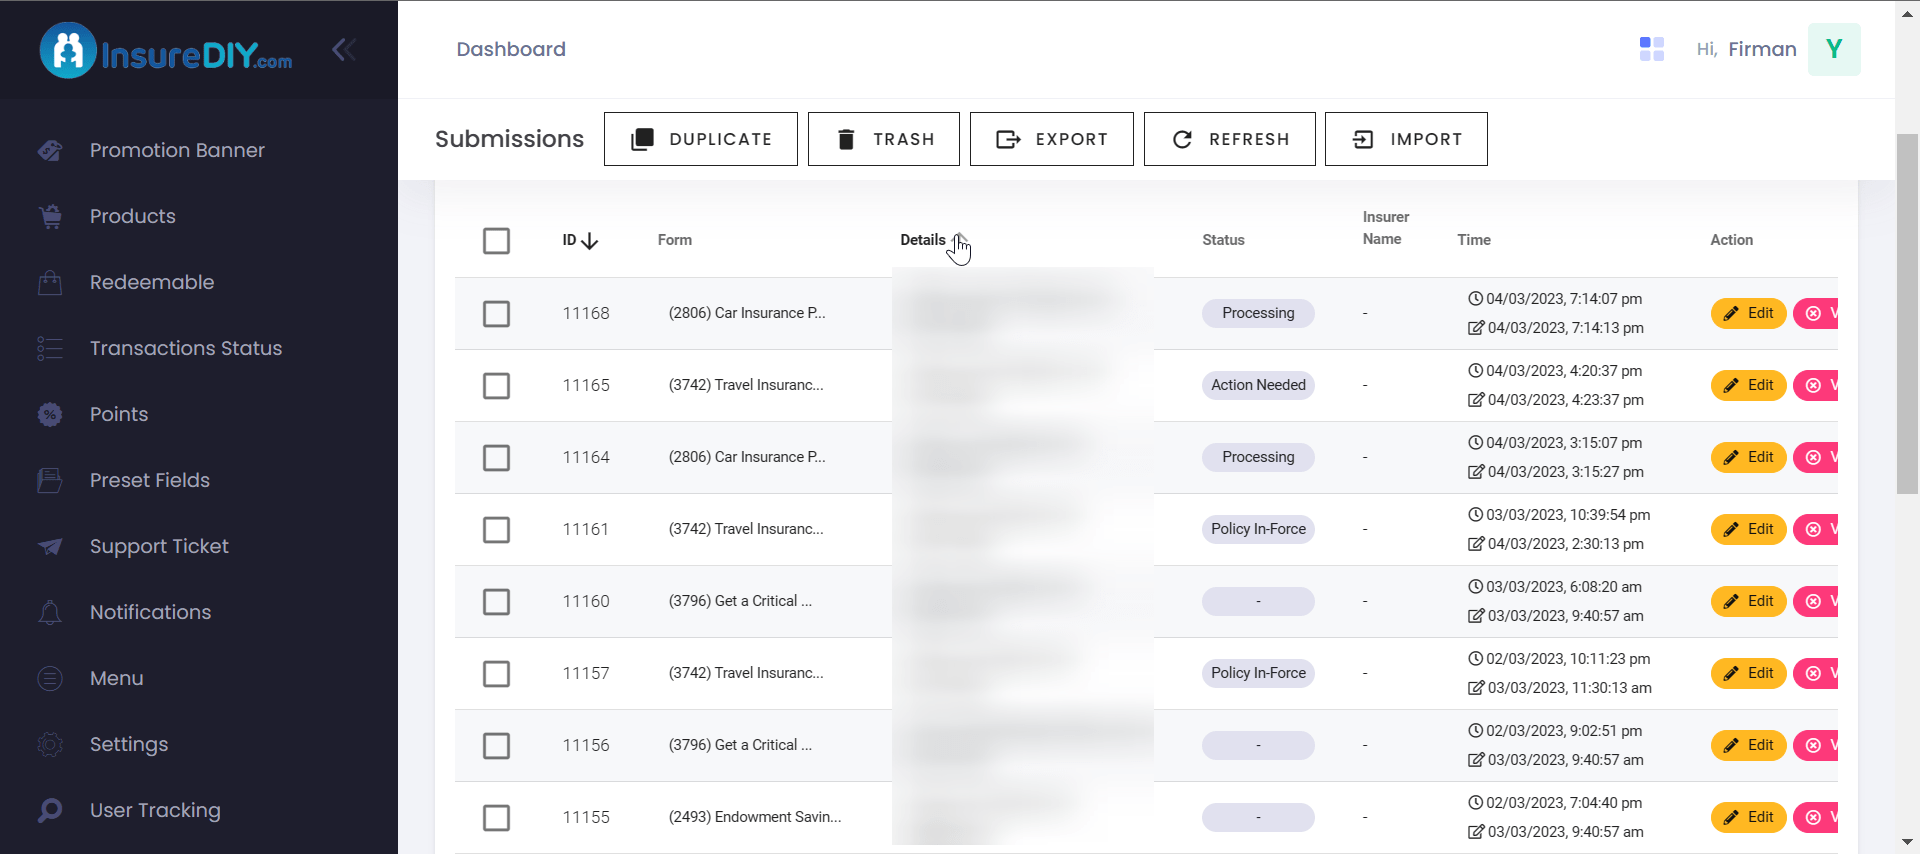 InsureDIY.com
Dashboard
Hi, Firman Y
Promotion Banner
Products
Redeemable
Transactions Status
Points
Preset Fields
Support Ticket
Notifications
Menu
Settings
User Tracking
Submissions DUPLICATE TRASH EXPORT REFRESH IMPORT
ID Form Details Status Insurer Name Time Action
11168 (2806) Car Insurance P... Processing - 04/03/2023, 7:14:07 pm Edit V
04/03/2023, 7:14:13 pm
11165 (3742) Travel Insuranc... Action Needed - 04/03/2023, 4:20:37 pm Edit V
04/03/2023, 4:23:37 pm
11164 (2806) Car Insurance P... Processing - 04/03/2023, 3:15:07 pm Edit V
04/03/2023, 3:15:27 pm
11161 (3742) Travel Insuranc... Policy In-Force - 03/03/2023, 10:39:54 pm Edit V
04/03/2023, 2:30:13 pm
11160 (3796) Get a Critical ... - - 03/03/2023, 6:08:20 am Edit V
03/03/2023, 9:40:57 am
11157 (3742) Travel Insuranc... Policy In-Force - 02/03/2023, 10:11:23 pm Edit V
03/03/2023, 11:30:13 am
11156 (3796) Get a Critical ... - - 02/03/2023, 9:02:51 pm Edit V
03/03/2023, 9:40:57 am
11155 (2493) Endowment Savin... - - 02/03/2023, 7:04:40 pm Edit V
03/03/2023, 9:40:57 am